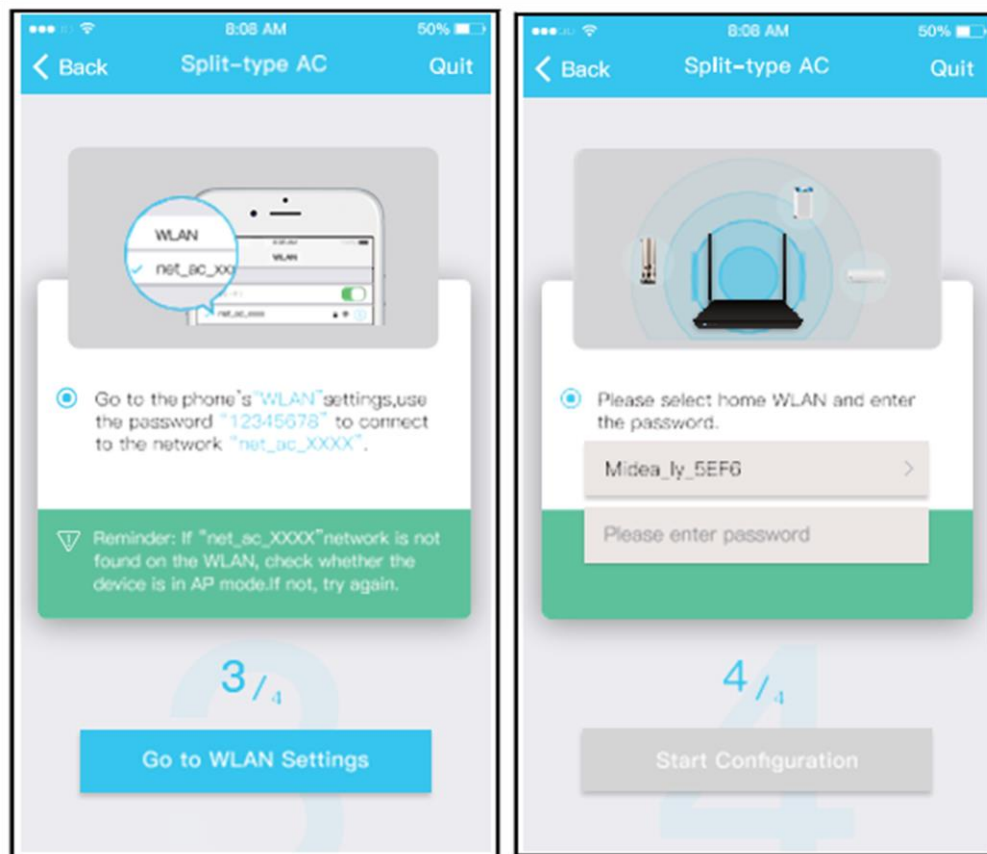 8:08 AM
50%
Back
Split-type AC
Quit
WLAN
net_ac_xxx
WLAN
net_ac_xxxx
Go to the phone's"WLAN"settings,use
the password "12345678" to connect
to the network "net_ac_XXXX".
Reminder: If "net_ac_XXXX"network is not
found on the WLAN, check whether the
device is in AP mode.If not, try again.
3/4
3
Go to WLAN Settings
8:08 AM
50%
Back
Split-type AC
Quit
Please select home WLAN and enter
the password.
Midea_ly_5EF6
Please enter password
4/4
4
Start Configuration